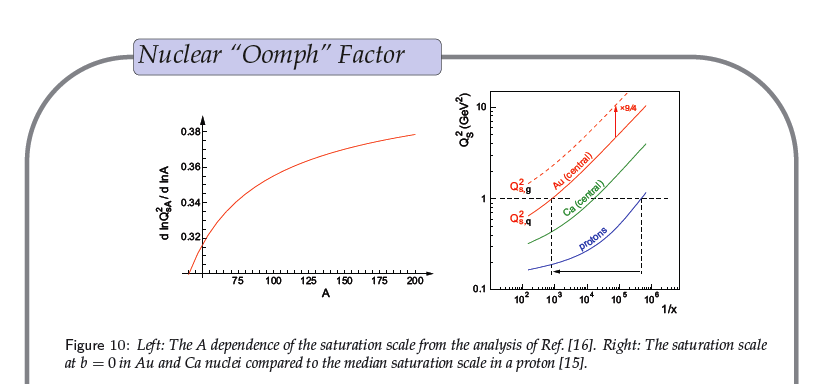 Nuclear “Oomph” Factor
d lnQ²sA / d lnA
0.38
0.36
0.34
0.32
75 100 125 150 175 200
A
Q²S (GeV²)
10
1
0.1
×9/4
Q²s,g
Au (central)
Q²s,q
Ca (central)
protons
10² 10³ 10⁴ 10⁵ 10⁶
1/x
Figure 10: Left: The A dependence of the saturation scale from the analysis of Ref. [16]. Right: The saturation scale
at b = 0 in Au and Ca nuclei compared to the median saturation scale in a proton [15].